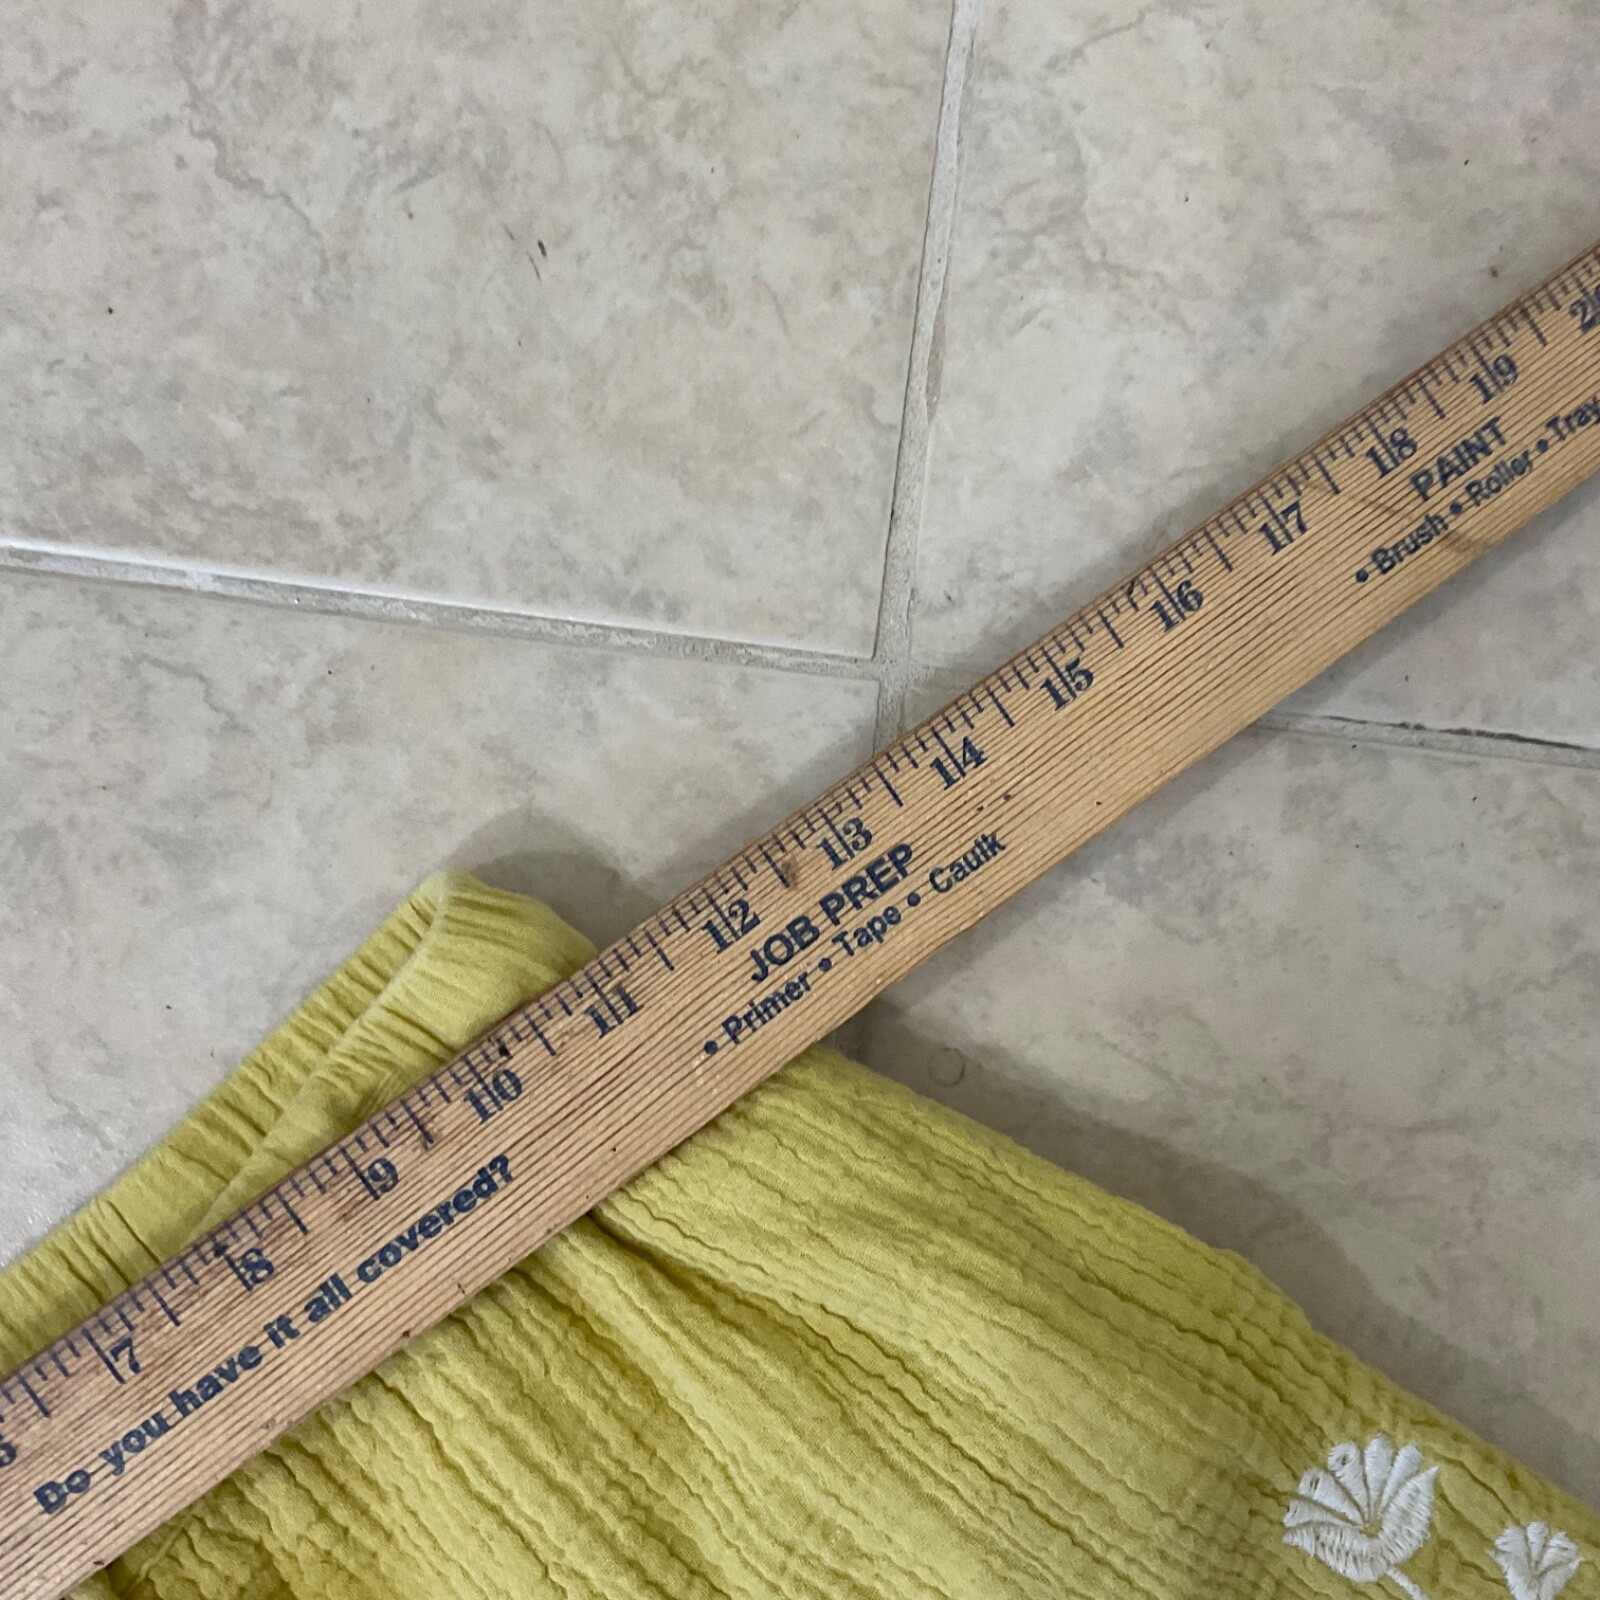 7 8 9 10 11 12 13 14 15 16 17 18 19
Do you have it all covered?
JOB PREP
• Primer • Tape • Caulk
PAINT
• Brush • Roller • Tray